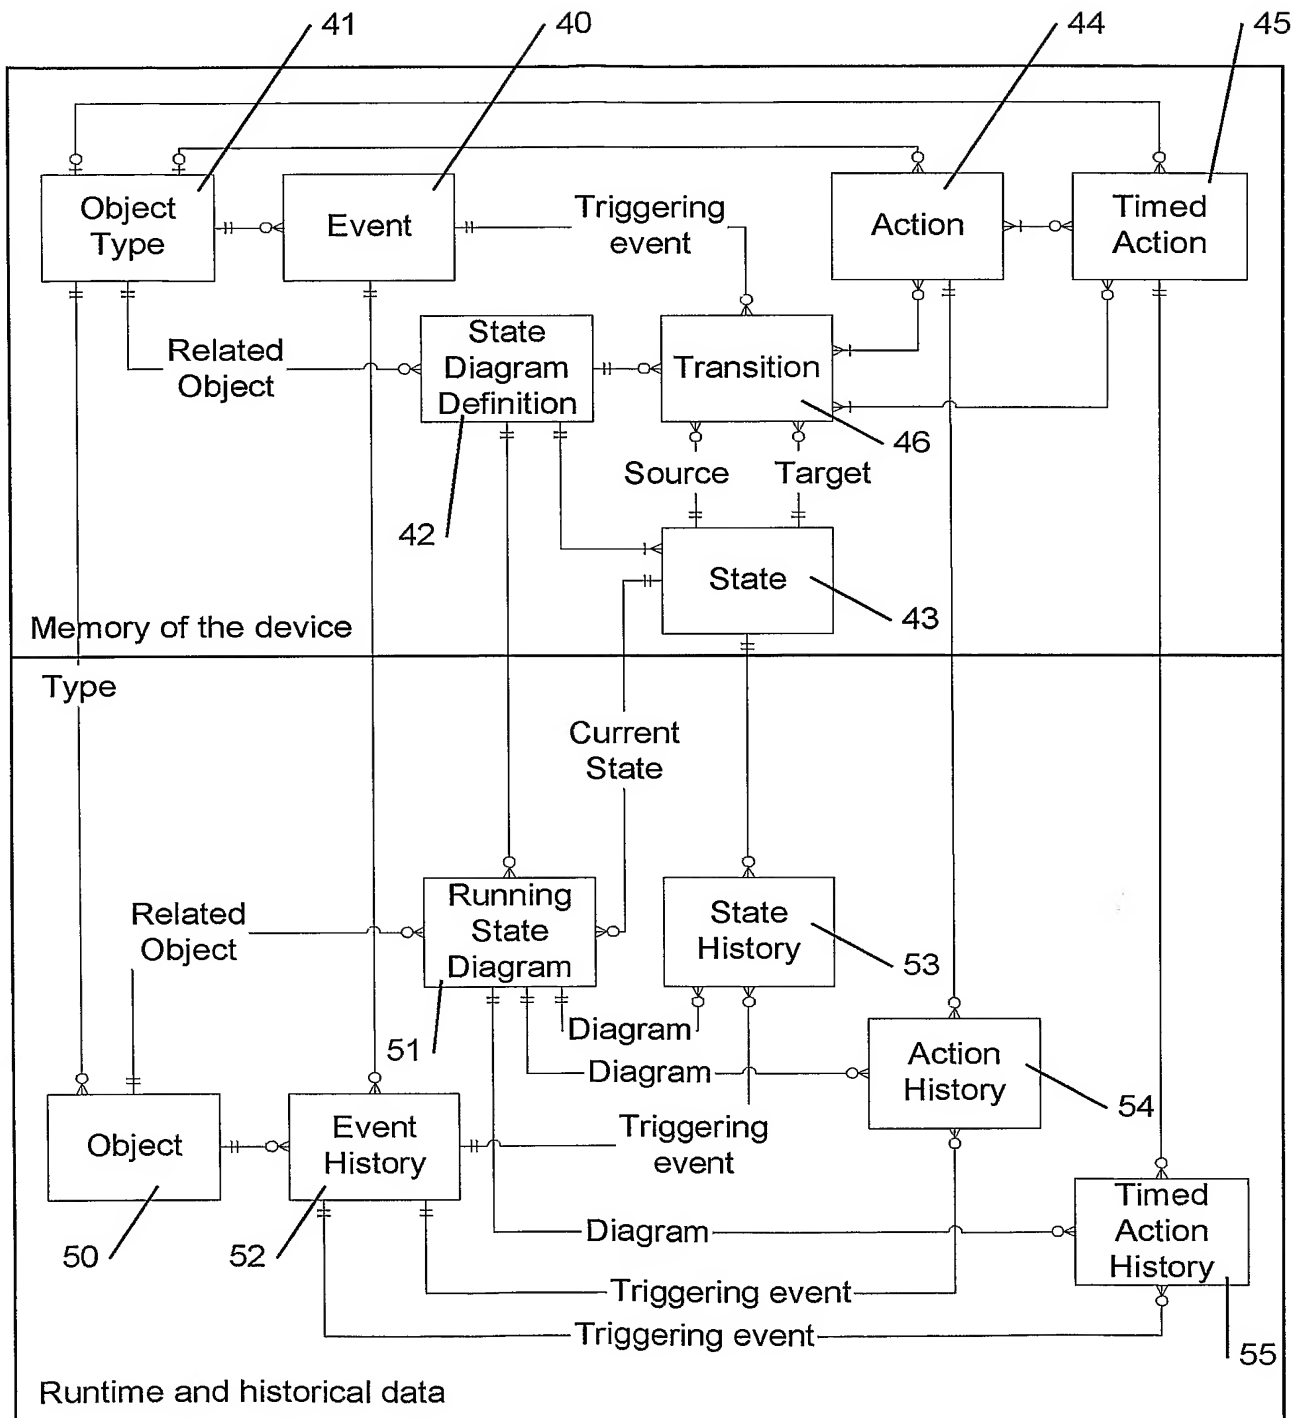 41
40
44
45
Object
Type
Event
Triggering
event
Action
Timed
Action
Related
Object
State
Diagram
Definition
Transition
46
Source
Target
42
State
43
Memory of the device
Type
Current
State
Related
Object
Running
State
Diagram
State
History
53
51
Diagram
Diagram
Action
History
54
Object
Event
History
Triggering
event
50
52
Diagram
Timed
Action
History
Triggering event
Triggering event
55
Runtime and historical data